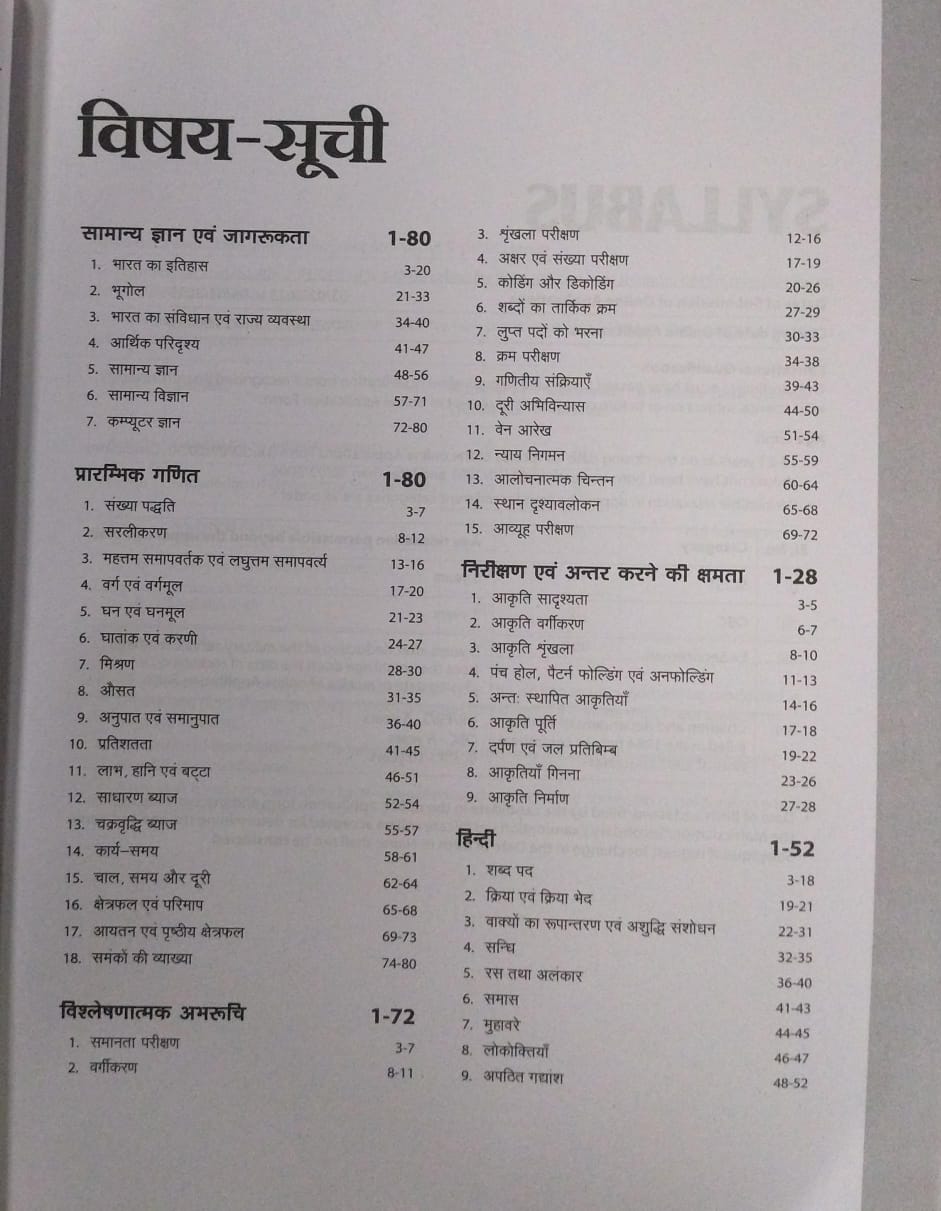 विषय-सूची
सामान्य ज्ञान एवं जागरूकता 1-80
1. भारत का इतिहास 3-20
2. भूगोल 21-33
3. भारत का संविधान एवं राज्य व्यवस्था 34-40
4. आर्थिक परिदृश्य 41-47
5. सामान्य ज्ञान 48-56
6. सामान्य विज्ञान 57-71
7. कम्प्यूटर ज्ञान 72-80
प्रारम्भिक गणित 1-80
1. संख्या पद्धति 3-7
2. सरलीकरण 8-12
3. महत्तम समापवर्तक एवं लघुत्तम समापवर्त्य 13-16
4. वर्ग एवं वर्गमूल 17-20
5. घन एवं घनमूल 21-23
6. घातांक एवं करणी 24-27
7. मिश्रण 28-30
8. औसत 31-35
9. अनुपात एवं समानुपात 36-40
10. प्रतिशतता 41-45
11. लाभ, हानि एवं बट्टा 46-51
12. साधारण ब्याज 52-54
13. चक्रवृद्धि ब्याज 55-57
14. कार्य-समय 58-61
15. चाल, समय और दूरी 62-64
16. क्षेत्रफल एवं परिमाप 65-68
17. आयतन एवं पृष्ठीय क्षेत्रफल 69-73
18. समंकों की व्याख्या 74-80
विश्लेषणात्मक अभरूचि 1-72
1. समानता परीक्षण 3-7
2. वर्गीकरण 8-11
3. शृंखला परीक्षण 12-16
4. अक्षर एवं संख्या परीक्षण 17-19
5. कोडिंग और डिकोडिंग 20-26
6. शब्दों का तार्किक क्रम 27-29
7. लुप्त पदों को भरना 30-33
8. क्रम परीक्षण 34-38
9. गणितीय संक्रियाएँ 39-43
10. दूरी अभिविन्यास 44-50
11. वेन आरेख 51-54
12. न्याय निगमन 55-59
13. आलोचनात्मक चिन्तन 60-64
14. स्थान दृश्यावलोकन 65-68
15. आव्यूह परीक्षण 69-72
निरीक्षण एवं अन्तर करने की क्षमता 1-28
1. आकृति सादृश्यता 3-5
2. आकृति वर्गीकरण 6-7
3. आकृति शृंखला 8-10
4. पंच होल, पैटर्न फोल्डिंग एवं अनफोल्डिंग 11-13
5. अन्तः स्थापित आकृतियाँ 14-16
6. आकृति पूर्ति 17-18
7. दर्पण एवं जल प्रतिबिम्ब 19-22
8. आकृतियाँ गिनना 23-26
9. आकृति निर्माण 27-28
हिन्दी 1-52
1. शब्द पद 3-18
2. क्रिया एवं क्रिया भेद 19-21
3. वाक्यों का रूपान्तरण एवं अशुद्धि संशोधन 22-31
4. सन्धि 32-35
5. रस तथा अलंकार 36-40
6. समास 41-43
7. मुहावरे 44-45
8. लोकोक्तियाँ 46-47
9. अपठित गद्यांश 48-52